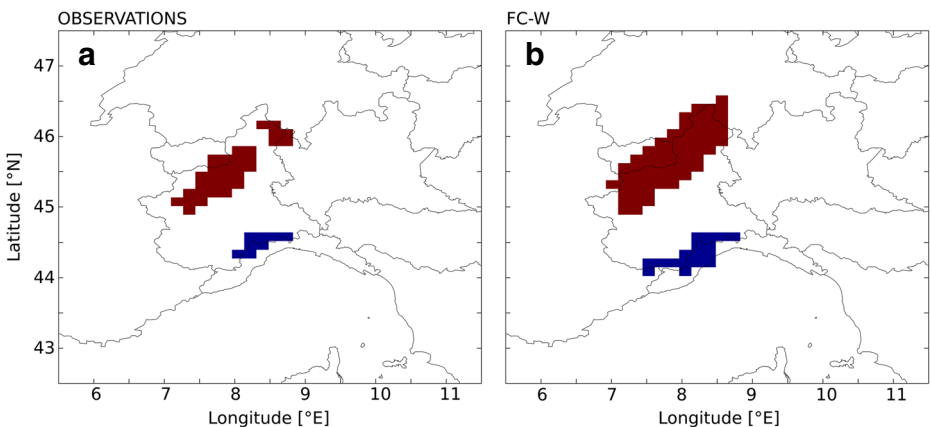 OBSERVATIONS
FC-W
a
b
47
46
45
44
43
Latitude [°N]
6 7 8 9 10 11
6 7 8 9 10 11
Longitude [°E]
Longitude [°E]